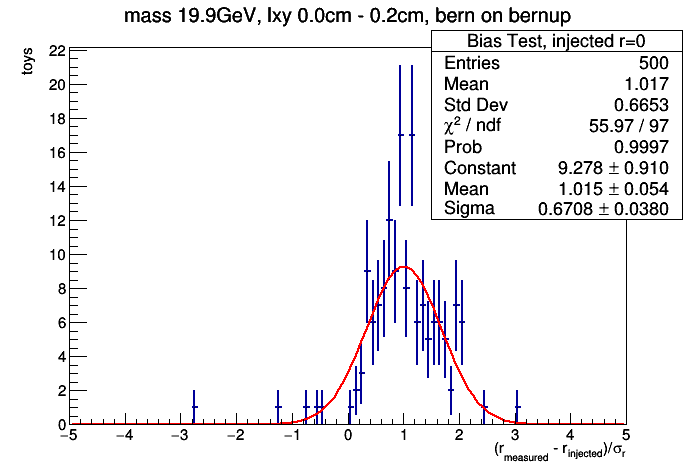 mass 19.9GeV, lxy 0.0cm - 0.2cm, bern on bernup
Bias Test, injected r=0
Entries 500
Mean 1.017
Std Dev 0.6653
χ² / ndf 55.97 / 97
Prob 0.9997
Constant 9.278 ± 0.910
Mean 1.015 ± 0.054
Sigma 0.6708 ± 0.0380
toys
22
20
18
16
14
12
10
8
6
4
2
0
−5 −4 −3 −2 −1 0 1 2 3 4 5
(r_measured - r_injected)/σ_r